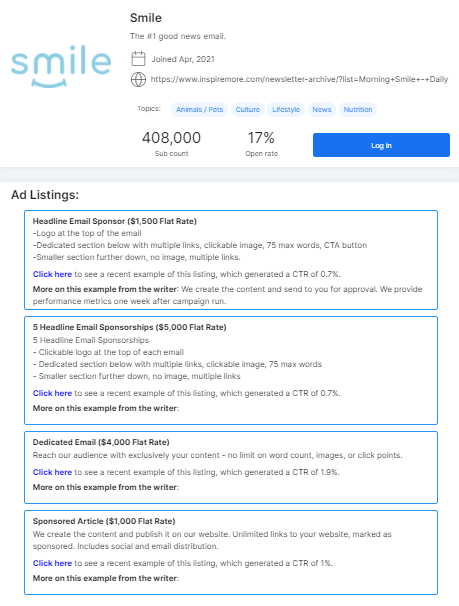 smile
Smile
The #1 good news email.
Joined Apr, 2021
https://www.inspiremore.com/newsletter-archive/?list=Morning+Smile+-+Daily
Topics: Animals / Pets Culture Lifestyle News Nutrition
408,000 17% Log In
Sub count Open rate
Ad Listings:
Headline Email Sponsor ($1,500 Flat Rate)
-Logo at the top of the email
-Dedicated section below with multiple links, clickable image, 75 max words, CTA button
-Smaller section further down, no image, multiple links.
Click here to see a recent example of this listing, which generated a CTR of 0.7%.
More on this example from the writer: We create the content and send to you for approval. We provide
performance metrics one week after campaign run.
5 Headline Email Sponsorships ($5,000 Flat Rate)
5 Headline Email Sponsorships
- Clickable logo at the top of each email
- Dedicated section below with multiple links, clickable image, 75 max words
- Smaller section further down, no image, multiple links
Click here to see a recent example of this listing, which generated a CTR of 0.7%.
More on this example from the writer:
Dedicated Email ($4,000 Flat Rate)
Reach our audience with exclusively your content - no limit on word count, images, or click points.
Click here to see a recent example of this listing, which generated a CTR of 1.9%.
More on this example from the writer:
Sponsored Article ($1,000 Flat Rate)
We create the content and publish it on our website. Unlimited links to your website, marked as
sponsored. Includes social and email distribution.
Click here to see a recent example of this listing, which generated a CTR of 1%.
More on this example from the writer: